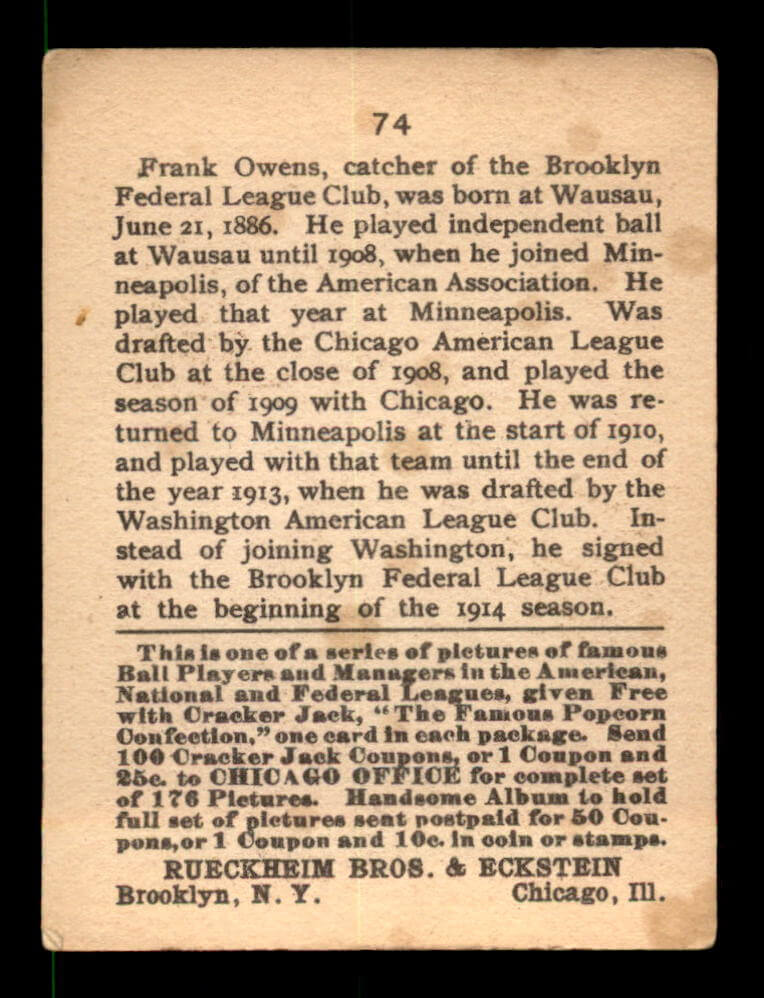 74
Frank Owens, catcher of the Brooklyn
Federal League Club, was born at Wausau,
June 21, 1886. He played independent ball
at Wausau until 1908, when he joined Min-
neapolis, of the American Association. He
played that year at Minneapolis. Was
drafted by the Chicago American League
Club at the close of 1908, and played the
season of 1909 with Chicago. He was re-
turned to Minneapolis at the start of 1910,
and played with that team until the end of
the year 1913, when he was drafted by the
Washington American League Club. In-
stead of joining Washington, he signed
with the Brooklyn Federal League Club
at the beginning of the 1914 season.
This is one of a series of pictures of famous
Ball Players and Managers in the American,
National and Federal Leagues, given Free
with Cracker Jack, "The Famous Popcorn
Confection," one card in each package. Send
100 Cracker Jack Coupons, or 1 Coupon and
25c. to CHICAGO OFFICE for complete set
of 176 Pictures. Handsome Album to hold
full set of pictures sent postpaid for 50 Cou-
pons, or 1 Coupon and 10c. in coin or stamps.
RUECKHEIM BROS. & ECKSTEIN
Brooklyn, N. Y. Chicago, Ill.